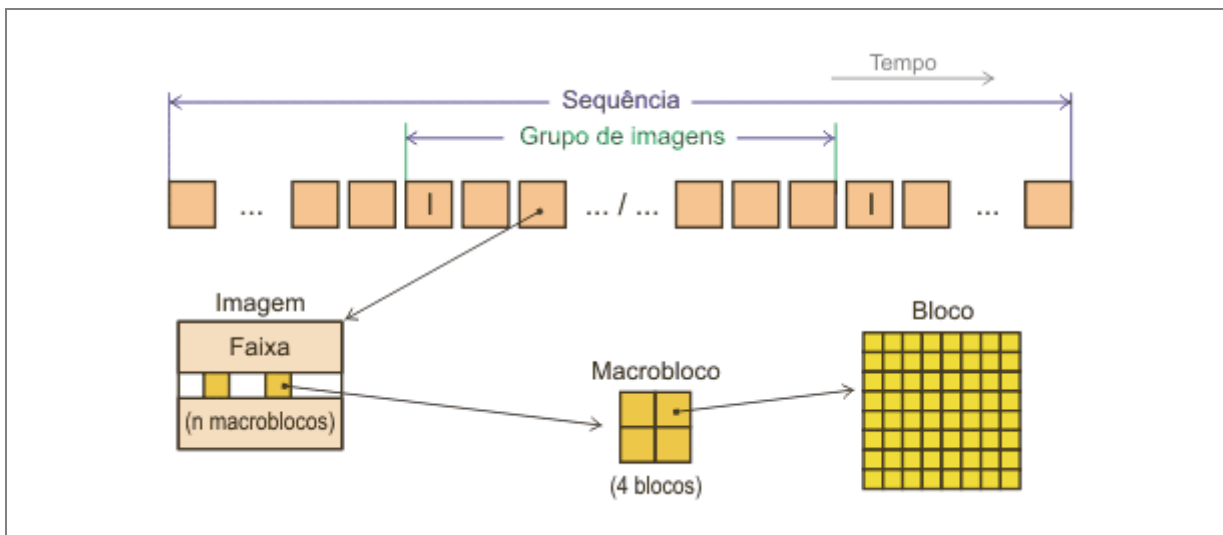 Tempo
Sequência
Grupo de imagens
... I ... / ... I ...
Imagem
Faixa
(n macroblocos)
Macrobloco
(4 blocos)
Bloco